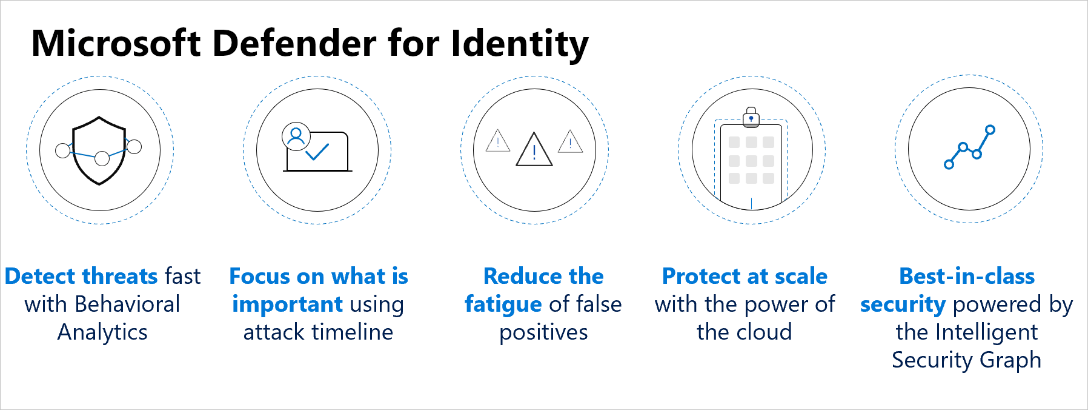 Microsoft Defender for Identity
Detect threats fast
with Behavioral
Analytics
Focus on what is
important using
attack timeline
Reduce the
fatigue of false
positives
Protect at scale
with the power of
the cloud
Best-in-class
security powered by
the Intelligent
Security Graph